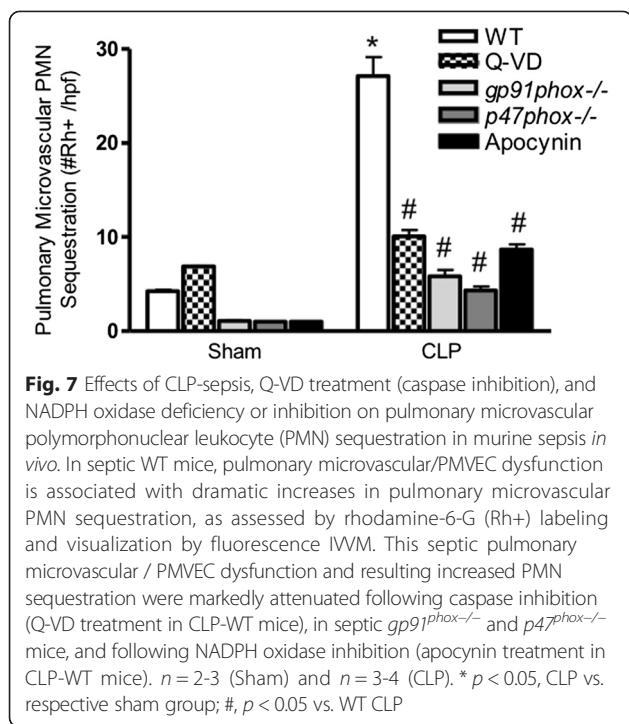 Pulmonary Microvascular PMN
Sequestration (#Rh+ /hpf)
30
20
10
0
*
#
#
#
#
WT
Q-VD
gp91phox-/-
p47phox-/-
Apocynin
Sham
CLP
Fig. 7 Effects of CLP-sepsis, Q-VD treatment (caspase inhibition), and
NADPH oxidase deficiency or inhibition on pulmonary microvascular
polymorphonuclear leukocyte (PMN) sequestration in murine sepsis in
vivo. In septic WT mice, pulmonary microvascular/PMVEC dysfunction
is associated with dramatic increases in pulmonary microvascular
PMN sequestration, as assessed by rhodamine-6-G (Rh+) labeling
and visualization by fluorescence IVVM. This septic pulmonary
microvascular / PMVEC dysfunction and resulting increased PMN
sequestration were markedly attenuated following caspase inhibition
(Q-VD treatment in CLP-WT mice), in septic gp91phox−/− and p47phox−/−
mice, and following NADPH oxidase inhibition (apocynin treatment in
CLP-WT mice). n = 2-3 (Sham) and n = 3-4 (CLP). * p < 0.05, CLP vs.
respective sham group; #, p < 0.05 vs. WT CLP